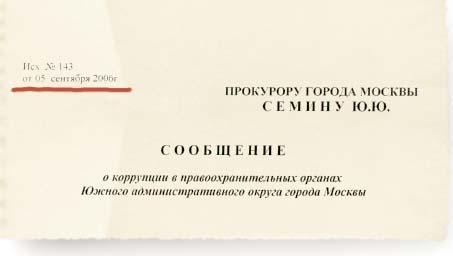 Исх. № 143
от 05 сентября 2006г
ПРОКУРОРУ ГОРОДА МОСКВЫ
СЕМИНУ Ю.Ю.
СООБЩЕНИЕ
о коррупции в правоохранительных органах
Южного административного округа города Москвы